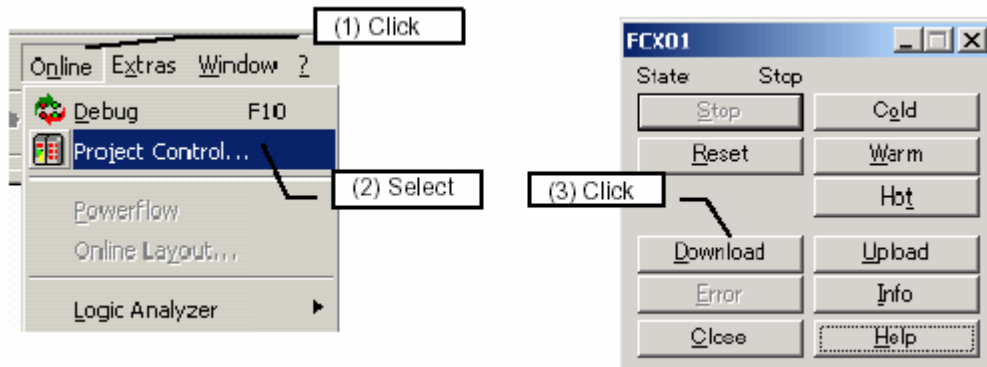 (1) Click
Online Extras Window ?
Debug F10
Project Control...
(2) Select
Powerflow
Online Layout...
Logic Analyzer
FCX01
State: Stop
Stop Cold
Reset Warm
Hot
(3) Click
Download Upload
Error Info
Close Help